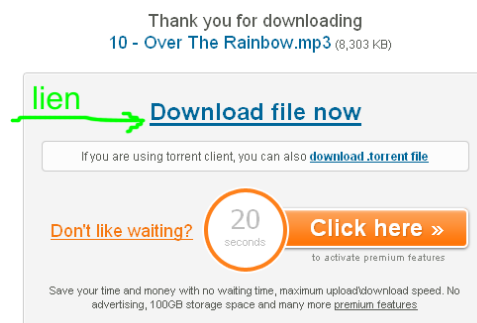 Thank you for downloading
10 - Over The Rainbow.mp3 (8,303 KB)
lien
Download file now
If you are using torrent client, you can also download .torrent file
Don't like waiting?
20
seconds
Click here »
to activate premium features
Save your time and money with no waiting time, maximum upload\download speed. No
advertising, 100GB storage space and many more premium features